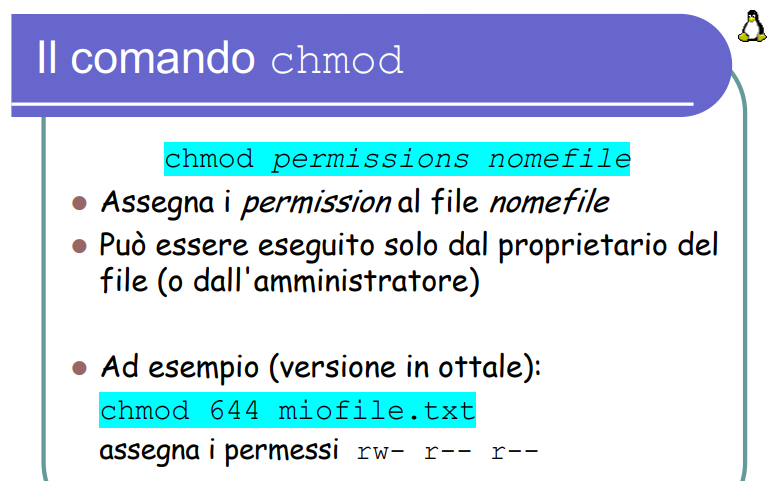 Il comando chmod
chmod permissions nomefile
Assegna i permission al file nomefile
Può essere eseguito solo dal proprietario del
file (o dall'amministratore)
Ad esempio (versione in ottale):
chmod 644 miofile.txt
assegna i permessi rw- r-- r--